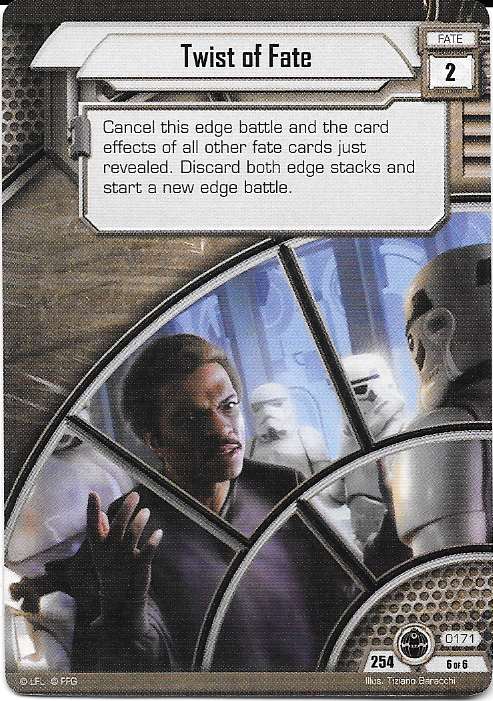 Twist of Fate
FATE
2
Cancel this edge battle and the card
effects of all other fate cards just
revealed. Discard both edge stacks and
start a new edge battle.
0171
254
6 OF 6
© LFL © FFG
Illus. Tiziano Baracchi